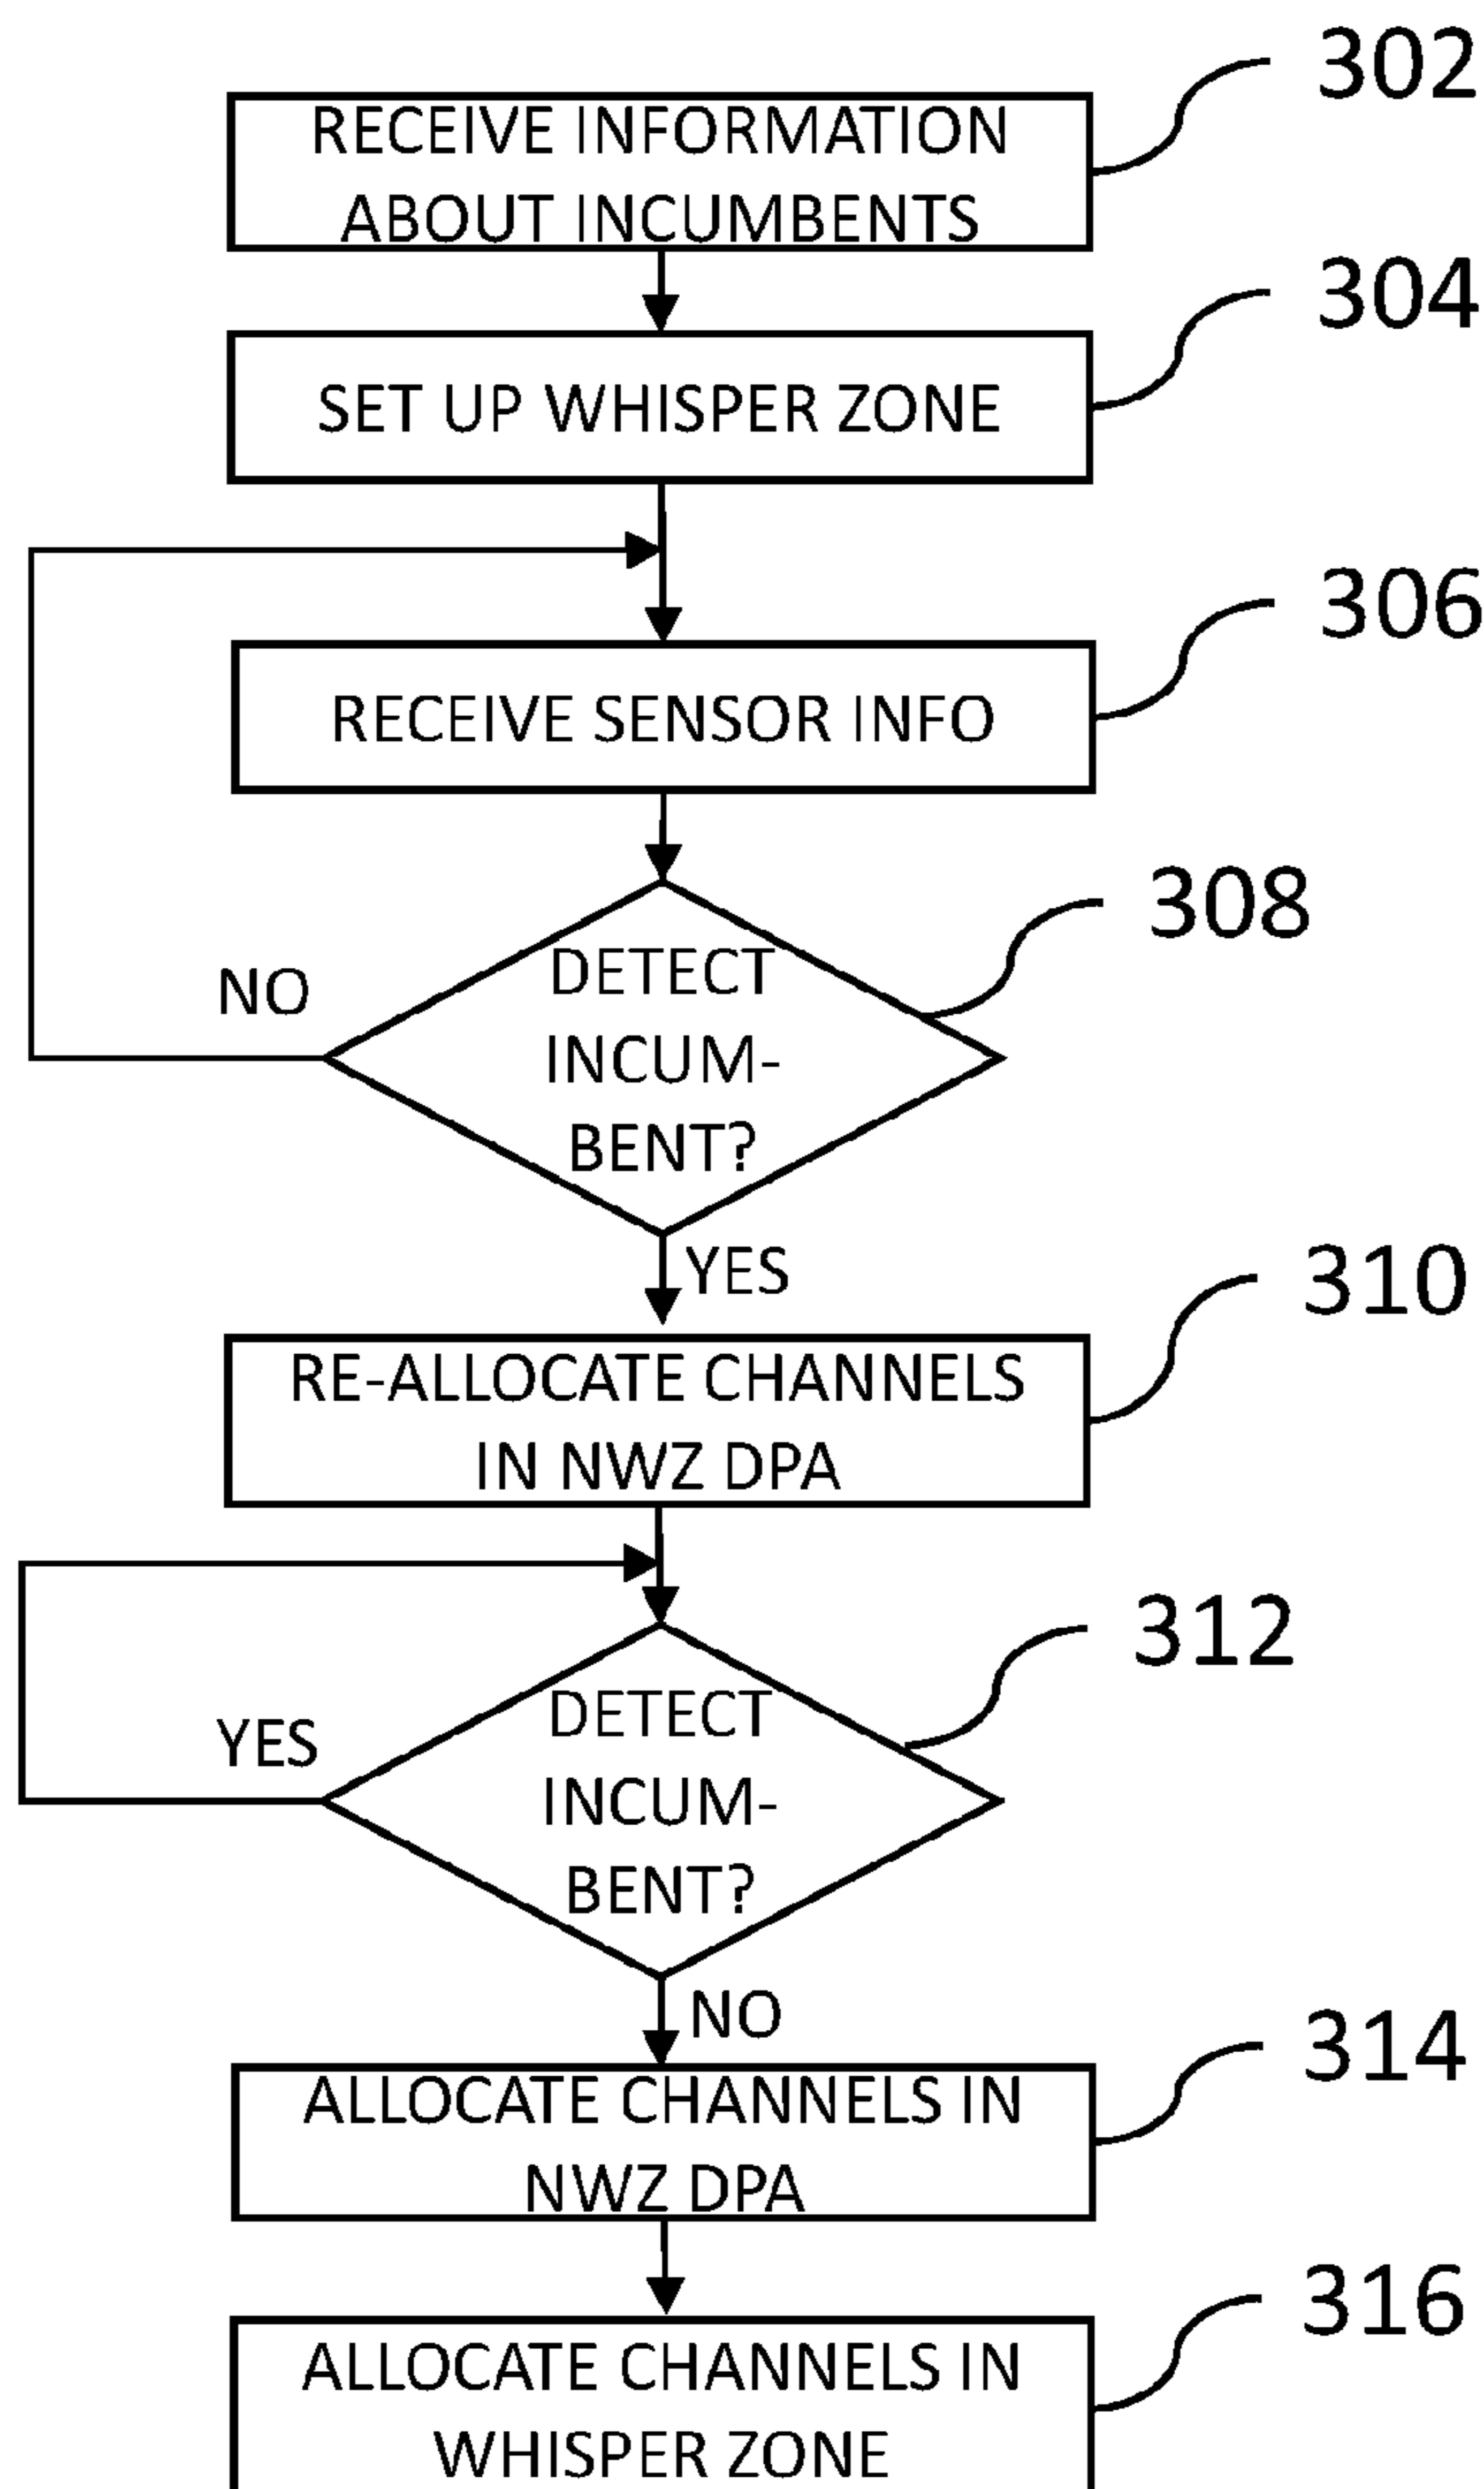 302
RECEIVE INFORMATION
ABOUT INCUMBENTS
304
SET UP WHISPER ZONE
306
RECEIVE SENSOR INFO
308
DETECT
INCUM-
BENT?
NO
YES
310
RE-ALLOCATE CHANNELS
IN NWZ DPA
312
DETECT
INCUM-
BENT?
YES
NO
314
ALLOCATE CHANNELS IN
NWZ DPA
316
ALLOCATE CHANNELS IN
WHISPER ZONE